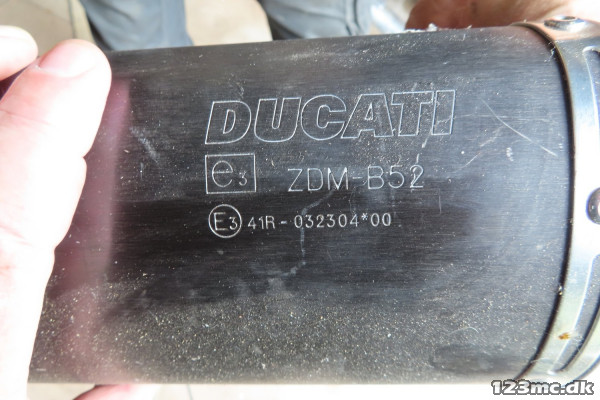 DUCATI
e3 ZDM-B52
E3 41R-032304*00
123mc.dk